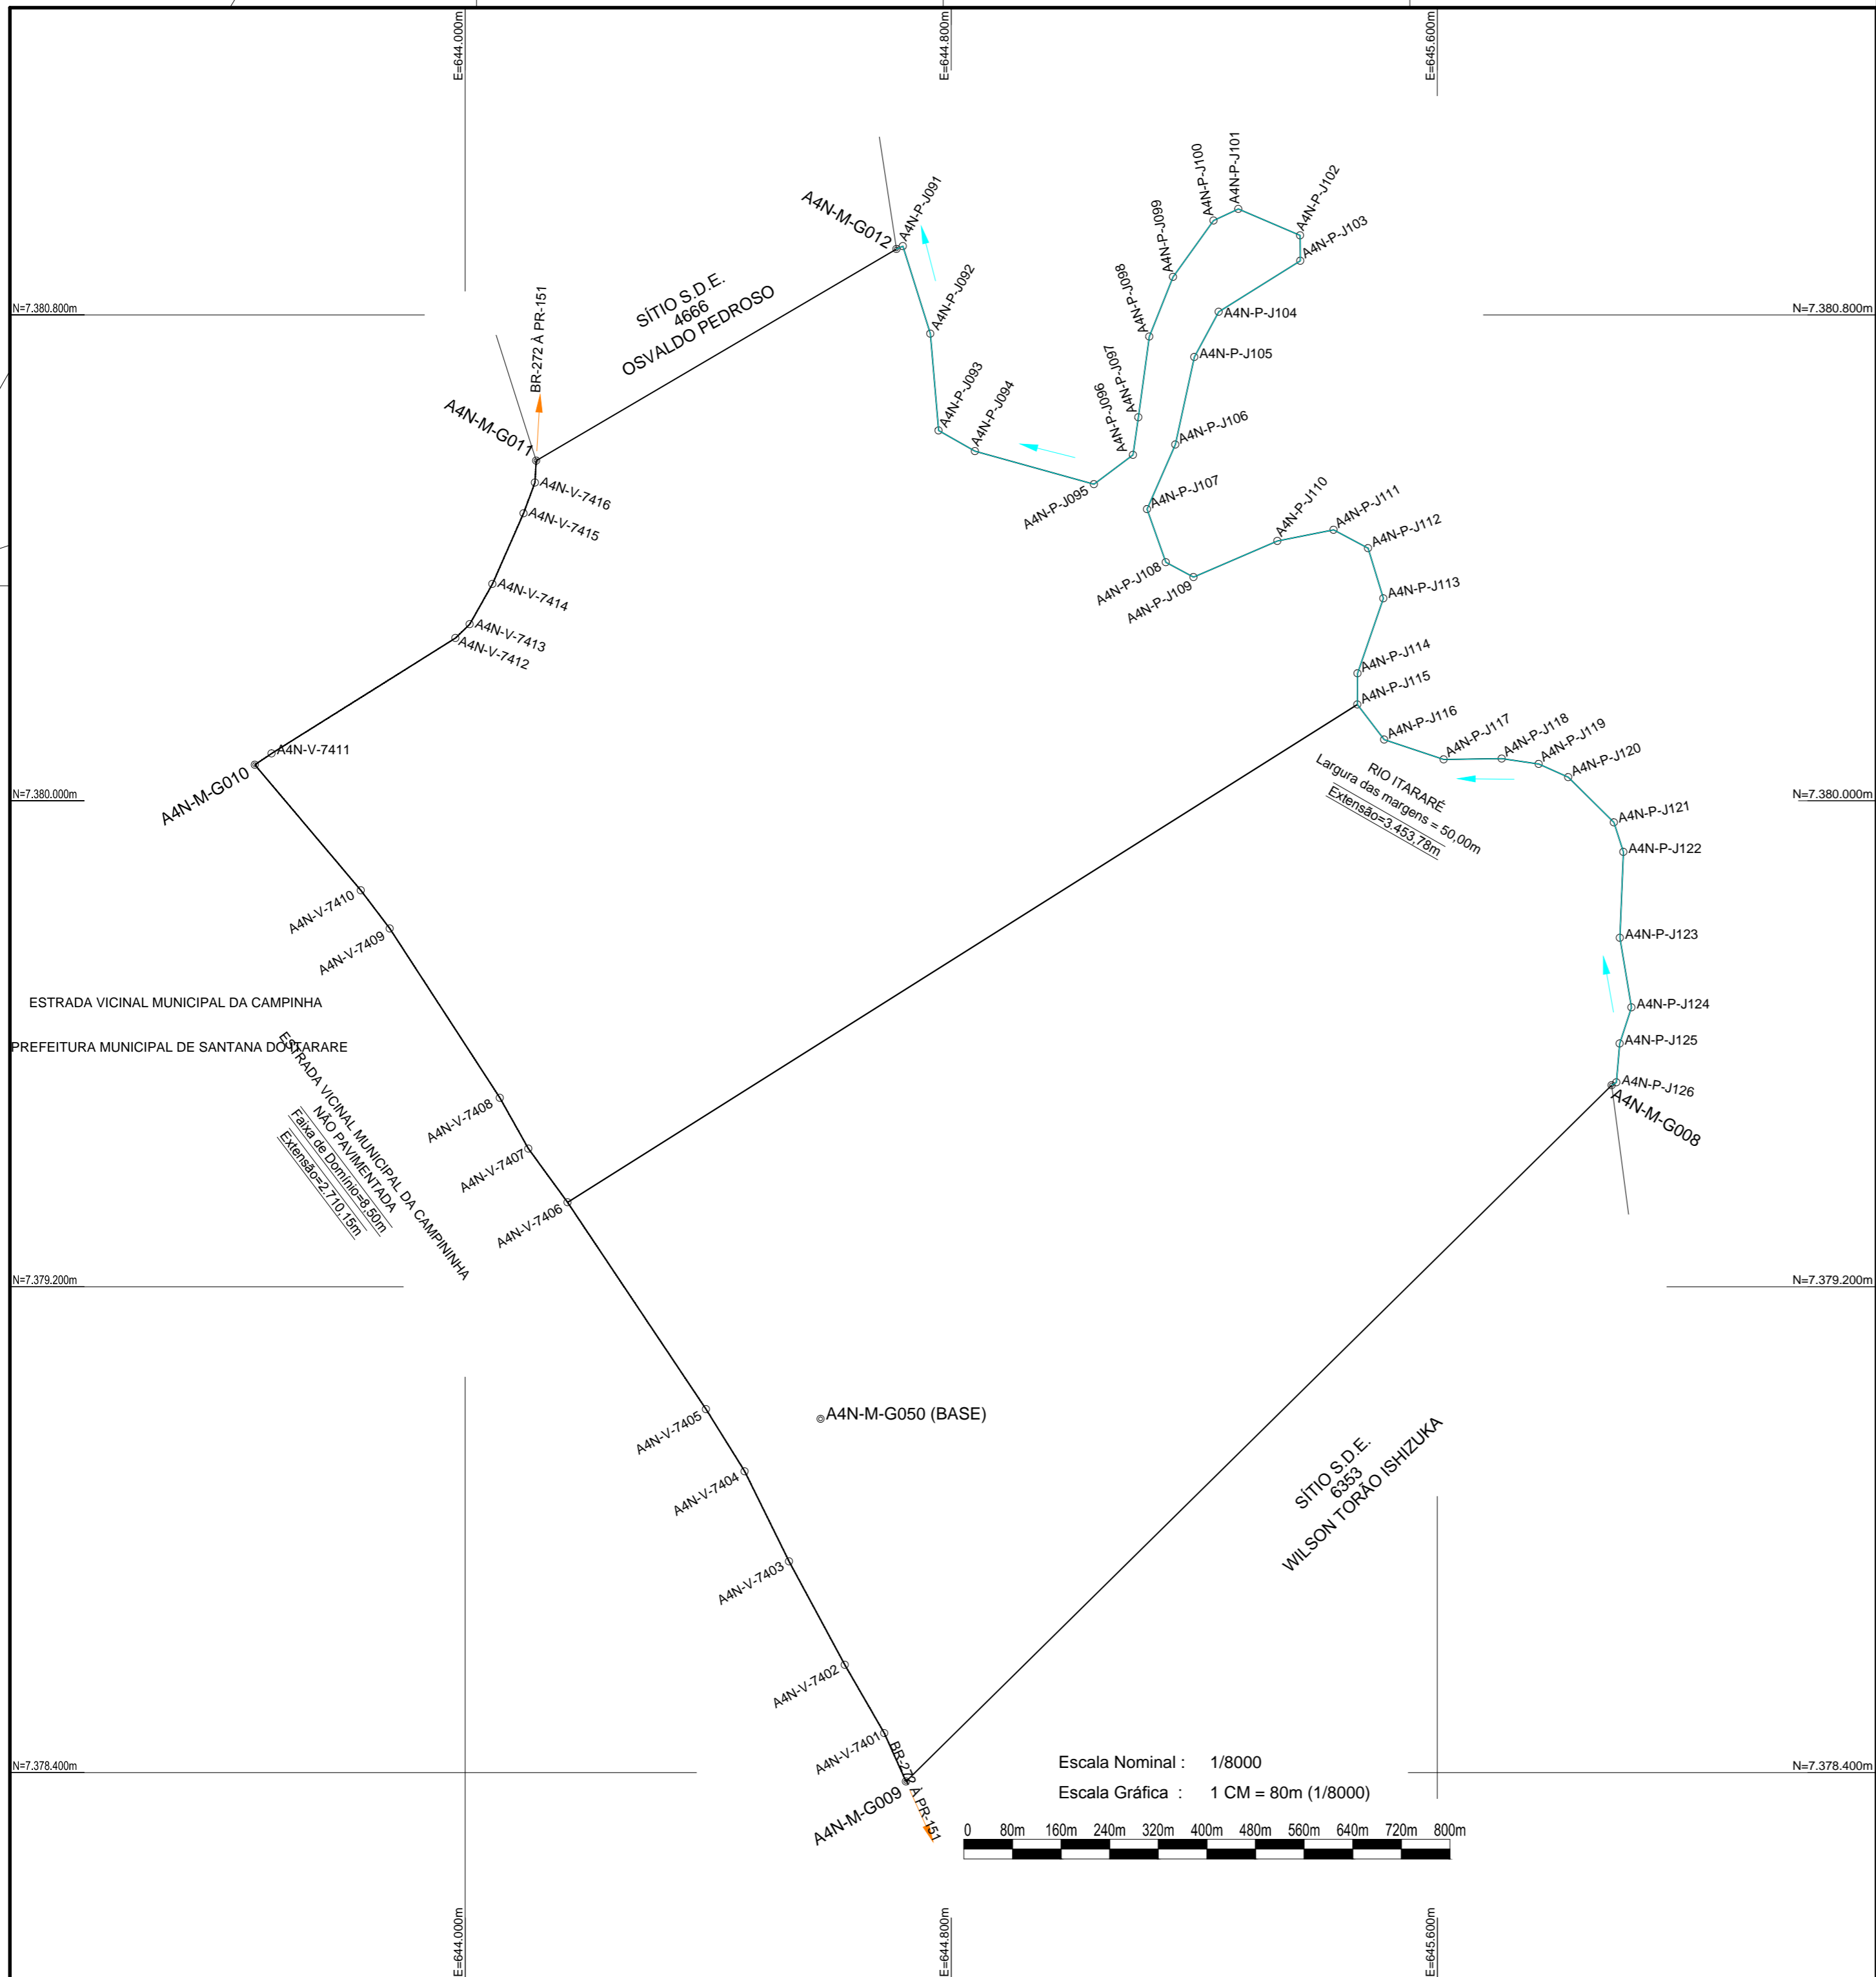 E=644.000m
E=644.800m
E=645.600m
A4N-P-J100
A4N-P-J101
A4N-P-J102
A4N-P-J103
A4N-P-J099
A4N-P-J098
A4N-M-G012
A4N-P-J091
A4N-P-J092
SÍTIO S.D.E.
4666
OSVALDO PEDROSO
BR-272 À PR-151
N=7.380.800m
N=7.380.800m
A4N-P-J104
A4N-P-J105
A4N-P-J097
A4N-P-J096
A4N-P-J093
A4N-P-J094
A4N-M-G011
A4N-P-J106
A4N-V-7416
A4N-V-7415
A4N-P-J095
A4N-P-J107
A4N-P-J110
A4N-P-J111
A4N-P-J112
A4N-P-J108
A4N-P-J109
A4N-P-J113
A4N-V-7414
A4N-V-7413
A4N-V-7412
A4N-P-J114
A4N-P-J115
A4N-P-J116
A4N-P-J117
A4N-P-J118
A4N-P-J119
A4N-P-J120
A4N-V-7411
A4N-M-G010
RIO ITARARÉ
Largura das margens = 50,00m
Extensão=3.453,78m
N=7.380.000m
N=7.380.000m
A4N-P-J121
A4N-P-J122
A4N-V-7410
A4N-V-7409
A4N-P-J123
A4N-P-J124
A4N-P-J125
A4N-P-J126
A4N-M-G008
ESTRADA VICINAL MUNICIPAL DA CAMPINHA
PREFEITURA MUNICIPAL DE SANTANA DO ITARARE
ESTRADA VICINAL MUNICIPAL DA CAMPININHA
NÃO PAVIMENTADA
Faixa de Domínio=8,50m
Extensão=2.710,15m
A4N-V-7408
A4N-V-7407
A4N-V-7406
N=7.379.200m
N=7.379.200m
A4N-V-7405
A4N-M-G050 (BASE)
A4N-V-7404
SÍTIO S.D.E.
6353
WILSON TORÃO ISHIZUKA
A4N-V-7403
A4N-V-7402
A4N-V-7401
BR-272 À PR-151
A4N-M-G009
N=7.378.400m
N=7.378.400m
Escala Nominal : 1/8000
Escala Gráfica : 1 CM = 80m (1/8000)
0 80m 160m 240m 320m 400m 480m 560m 640m 720m 800m
E=644.000m
E=644.800m
E=645.600m